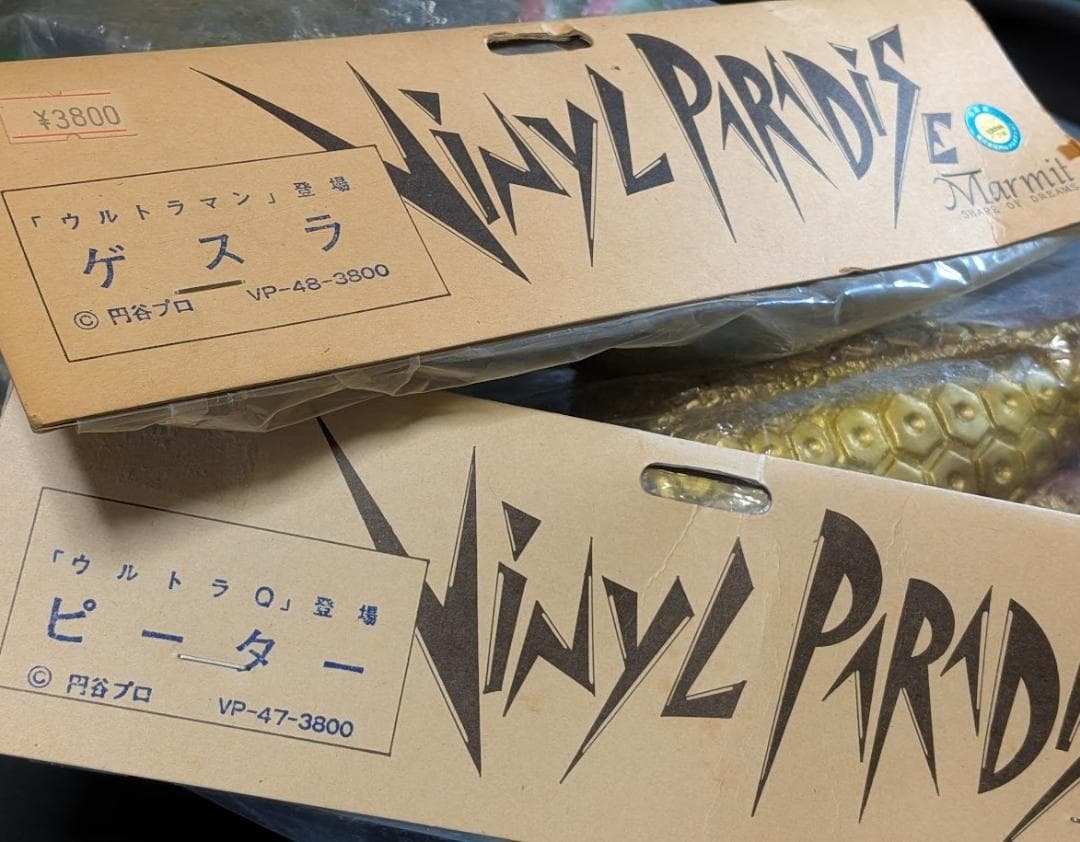 ¥3800
VINYL PARADISE
Marmit
SHAPE OF DREAMS
「ウルトラマン」登場
ゲスラ
© 円谷プロ VP-48-3800
VINYL PARADIS
「ウルトラQ」登場
ピーター
© 円谷プロ VP-47-3800